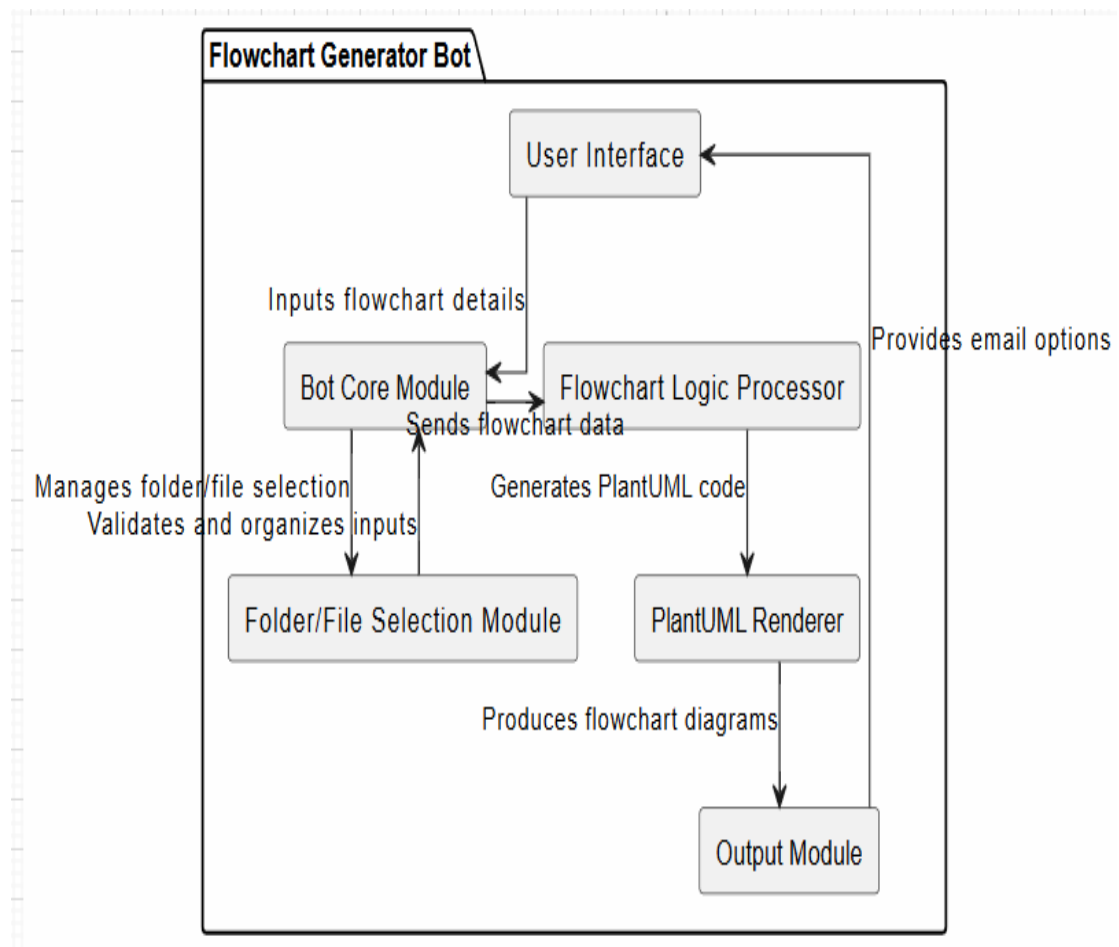 Flowchart Generator Bot
User Interface
Inputs flowchart details
Provides email options
Bot Core Module
Flowchart Logic Processor
Sends flowchart data
Manages folder/file selection
Generates PlantUML code
Validates and organizes inputs
Folder/File Selection Module
PlantUML Renderer
Produces flowchart diagrams
Output Module